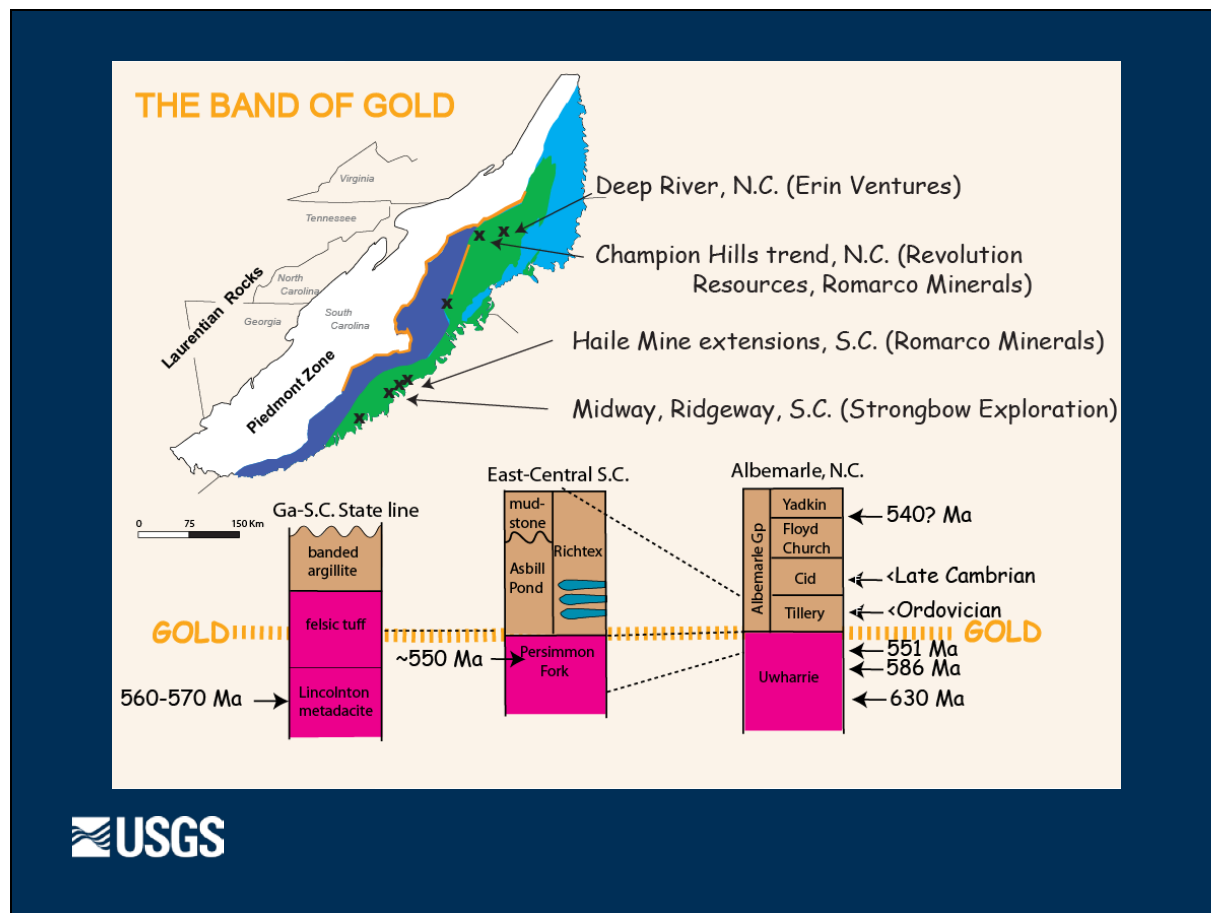 THE BAND OF GOLD
Virginia
Tennessee
North
Carolina
South
Carolina
Georgia
Laurentian Rocks
Piedmont Zone
x
x
x
x
x
x
x
Deep River, N.C. (Erin Ventures)
Champion Hills trend, N.C. (Revolution
Resources, Romarco Minerals)
Haile Mine extensions, S.C. (Romarco Minerals)
Midway, Ridgeway, S.C. (Strongbow Exploration)
0 75 150 Km
Ga-S.C. State line
banded
argillite
felsic tuff
Lincolnton
metadacite
560-570 Ma
GOLD
East-Central S.C.
mud-
stone
Asbill
Pond
Richtex
Persimmon
Fork
~550 Ma
Albemarle, N.C.
Albemarle Gp
Yadkin
Floyd
Church
Cid
Tillery
Uwharrie
540? Ma
<Late Cambrian
<Ordovician
GOLD
551 Ma
586 Ma
630 Ma
USGS